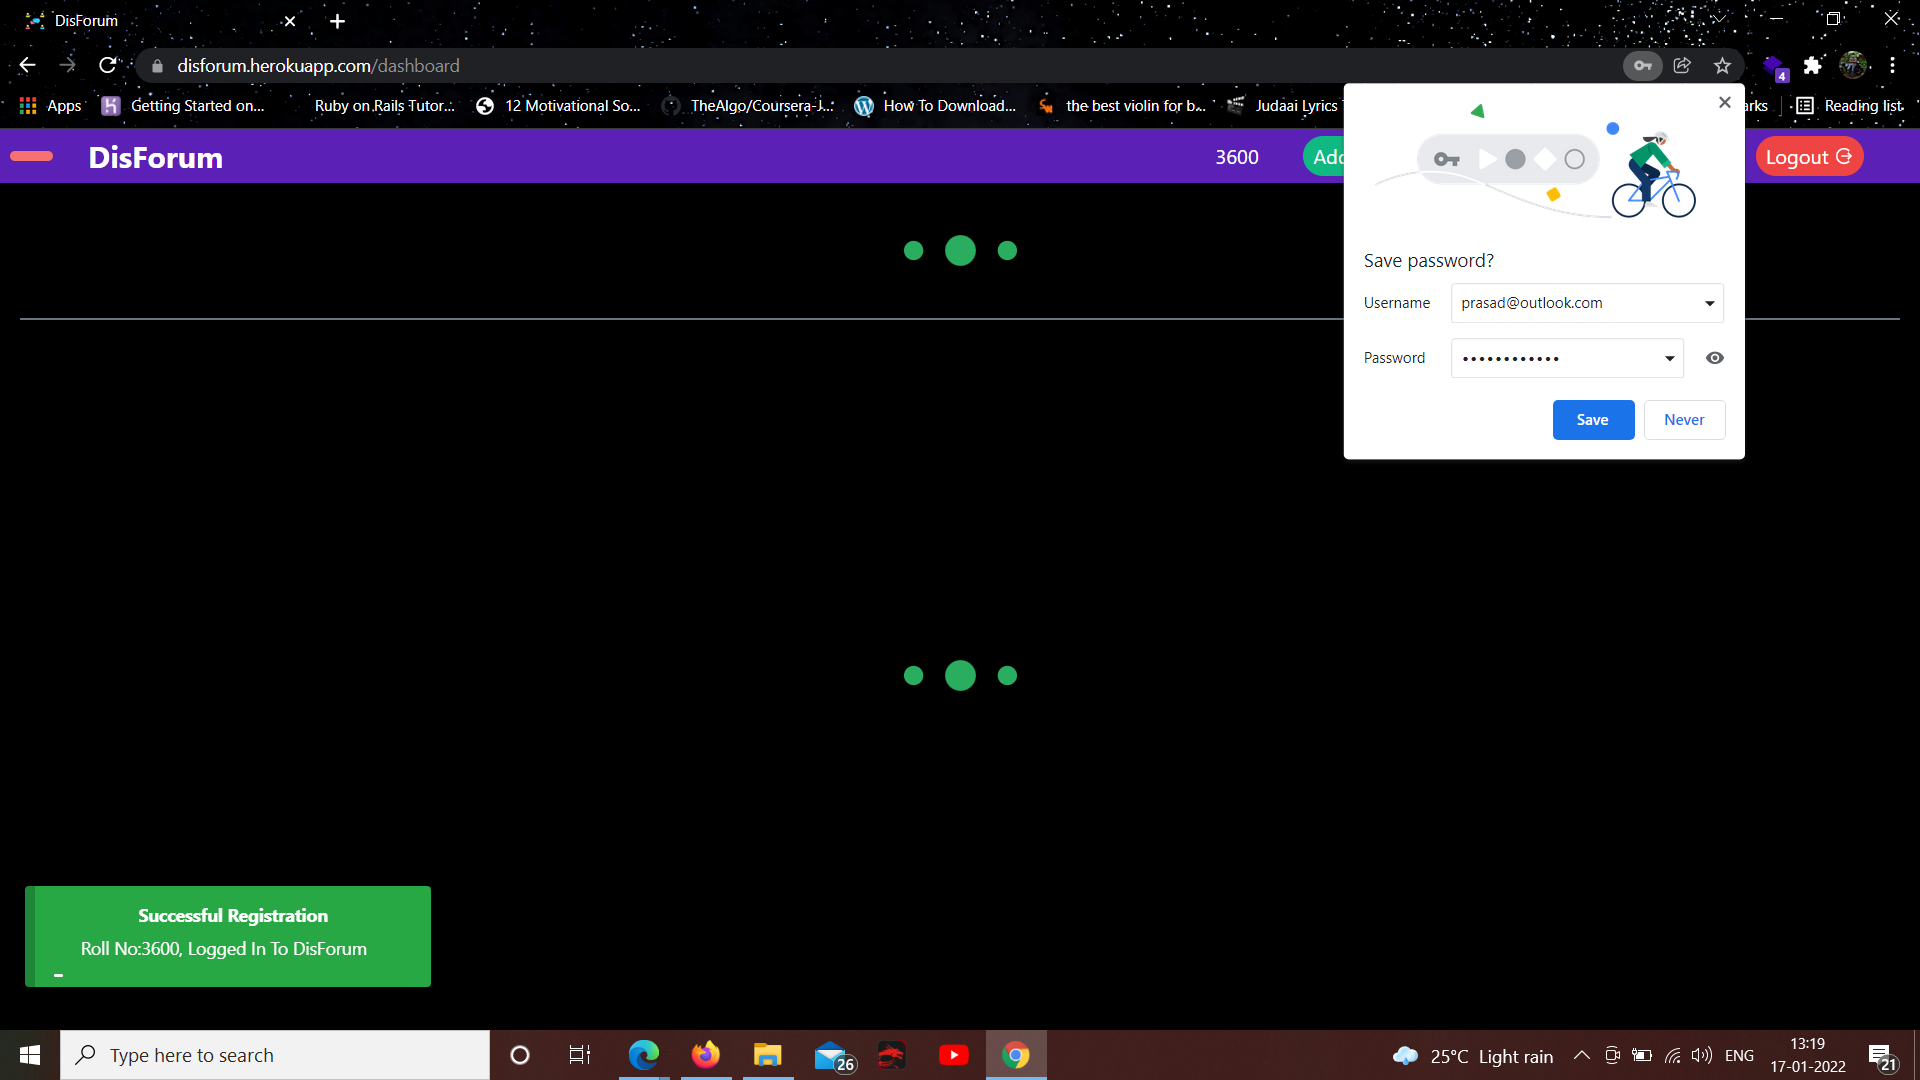 DisForum
disforum.herokuapp.com/dashboard
4
Apps
Getting Started on...
Ruby on Rails Tutor...
12 Motivational So...
TheAlgo/Coursera-J...
How To Download...
the best violin for b...
Judaai Lyrics
arks
Reading list
DisForum
3600
Add
Logout
Save password?
Username
prasad@outlook.com
Password
Save
Never
Successful Registration
Roll No:3600, Logged In To DisForum
Type here to search
26
25°C Light rain
ENG
13:19
17-01-2022
21